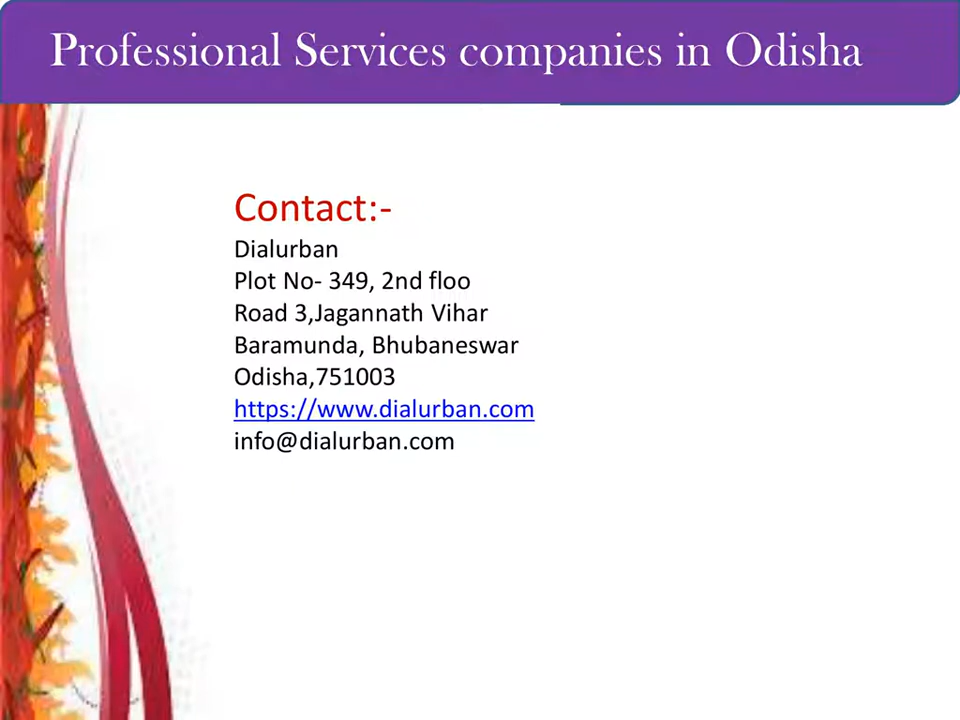 Professional Services companies in Odisha
Contact:-
Dialurban
Plot No- 349, 2nd floo
Road 3,Jagannath Vihar
Baramunda, Bhubaneswar
Odisha,751003
https://www.dialurban.com
info@dialurban.com